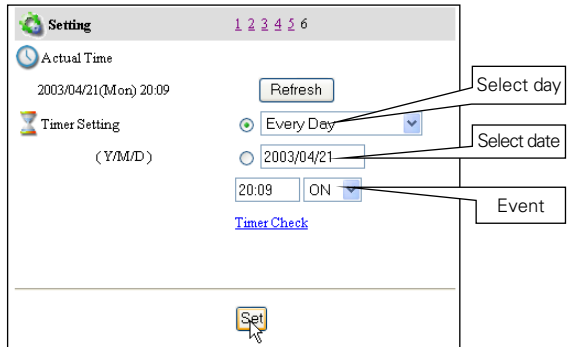 Setting 1 2 3 4 5 6
Actual Time
2003/04/21(Mon) 20:09 Refresh
Select day
Timer Setting Every Day
Select date
( Y/M/D ) 2003/04/21
20:09 ON
Event
Timer Check
Set